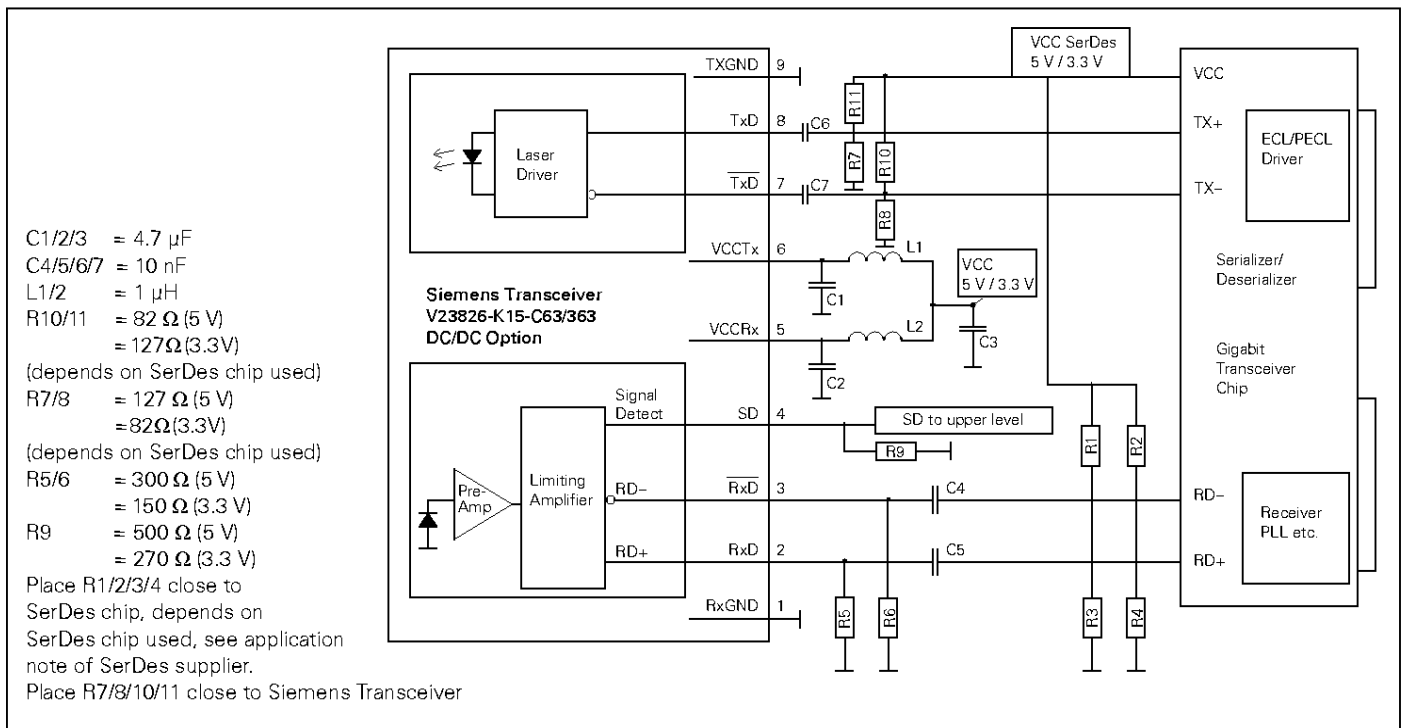 C1/2/3 = 4.7 µF
C4/5/6/7 = 10 nF
L1/2 = 1 µH
R10/11 = 82 Ω (5 V)
= 127Ω (3.3V)
(depends on SerDes chip used)
R7/8 = 127 Ω (5 V)
=82Ω(3.3V)
(depends on SerDes chip used)
R5/6 = 300 Ω (5 V)
= 150 Ω (3.3 V)
R9 = 500 Ω (5 V)
= 270 Ω (3.3 V)
Place R1/2/3/4 close to
SerDes chip, depends on
SerDes chip used, see application
note of SerDes supplier.
Place R7/8/10/11 close to Siemens Transceiver
Laser
Driver
Siemens Transceiver
V23826-K15-C63/363
DC/DC Option
Pre-
Amp
Limiting
Amplifier
Signal
Detect
RD-
RD+
TXGND 9
TxD 8
TxD 7
VCCTx 6
VCCRx 5
SD 4
RxD 3
RxD 2
RxGND 1
C6
C7
R11
R7
R10
R8
L1
C1
L2
C2
C3
VCC
5 V / 3.3 V
VCC SerDes
5 V / 3.3 V
SD to upper level
R9
C4
C5
R5
R6
R1
R2
R3
R4
VCC
TX+
TX–
ECL/PECL
Driver
Serializer/
Deserializer
Gigabit
Transceiver
Chip
RD–
RD+
Receiver
PLL etc.